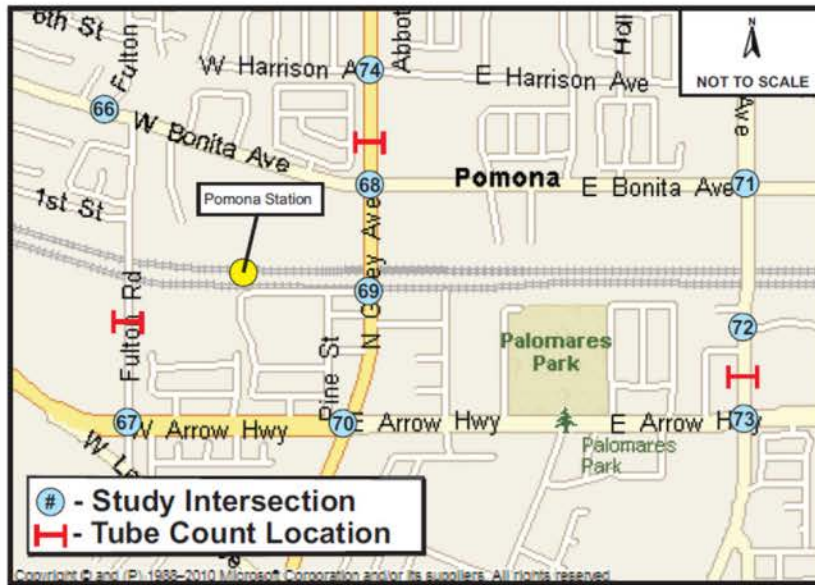 6th St
Fulton
W Harrison A
74
Abbot
E Harrison Ave
N
NOT TO SCALE
Ave
66
W Bonita Ave
68
Pomona
E Bonita Ave
71
1st St
Pomona Station
69
Fulton Rd
Pine St
72
Palomares
Park
67
W Arrow Hwy
70
Arrow Hwy
E Arrow Hwy
73
Palomares
Park
# - Study Intersection
- Tube Count Location
Copyright © and (P) 1988–2010 Microsoft Corporation and/or its suppliers. All rights reserved.